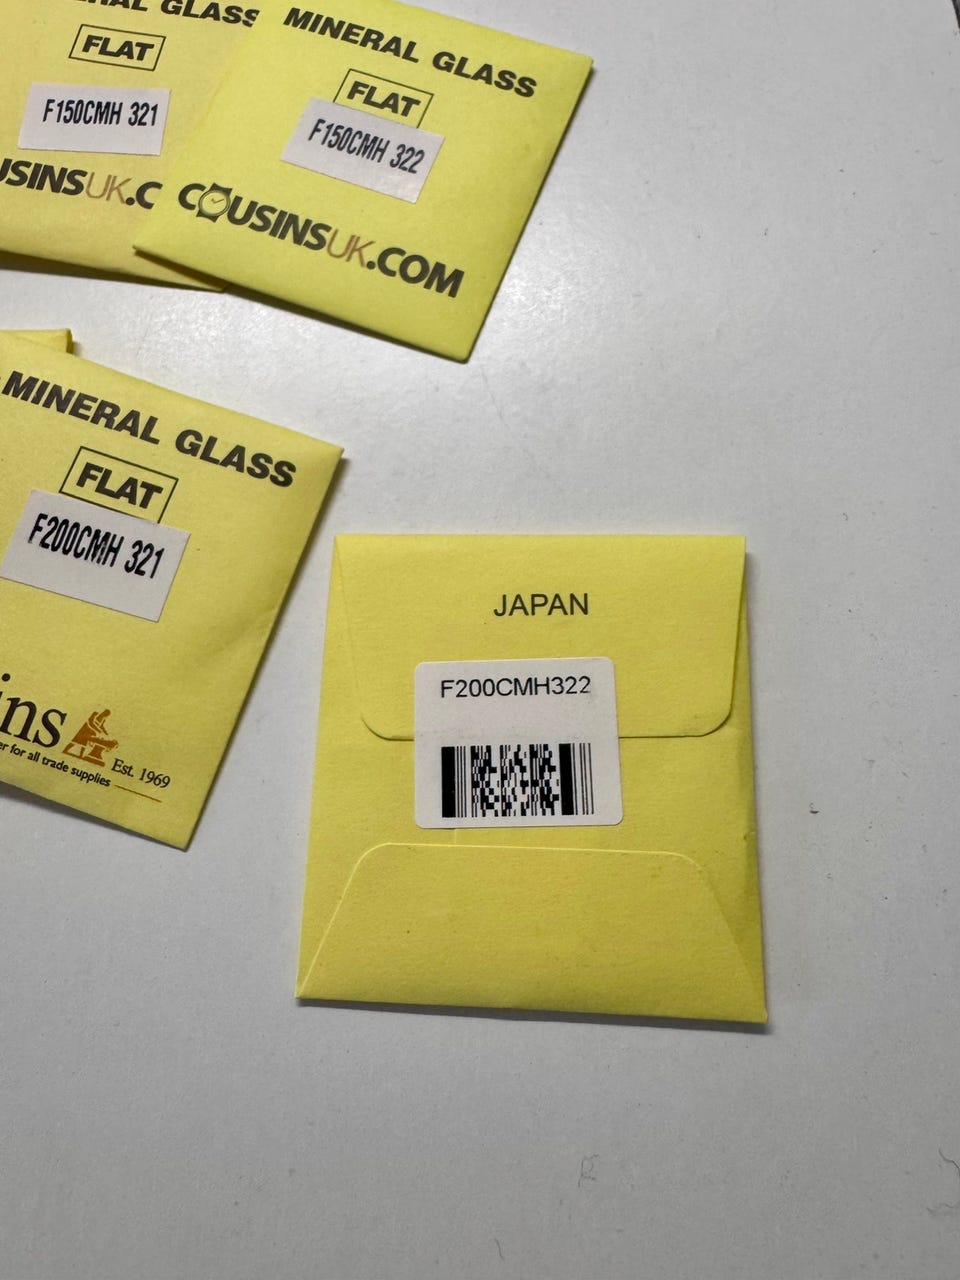 GLASS
FLAT
F150CMH 321
USINSUK.C
MINERAL GLASS
FLAT
F150CMH 322
COUSINSUK.COM
MINERAL GLASS
FLAT
F200CMH 321
ins
er for all trade supplies
Est. 1969
JAPAN
F200CMH322